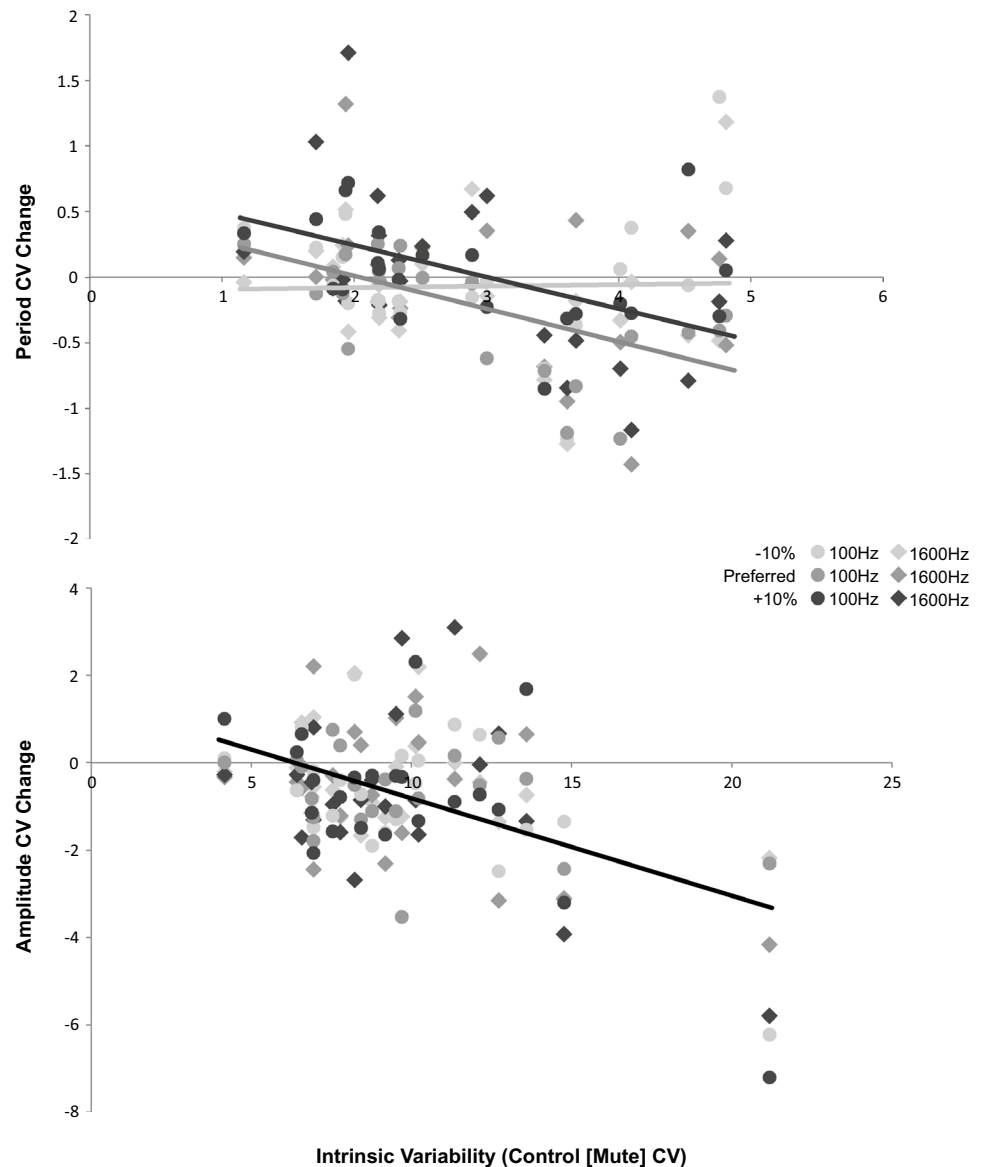 2
1.5
1
0.5
0
-0.5
-1
-1.5
-2
0 1 2 3 4 5 6
Period CV Change
-10% 100Hz 1600Hz
Preferred 100Hz 1600Hz
+10% 100Hz 1600Hz
4
2
0
-2
-4
-6
-8
0 5 10 15 20 25
Amplitude CV Change
Intrinsic Variability (Control [Mute] CV)